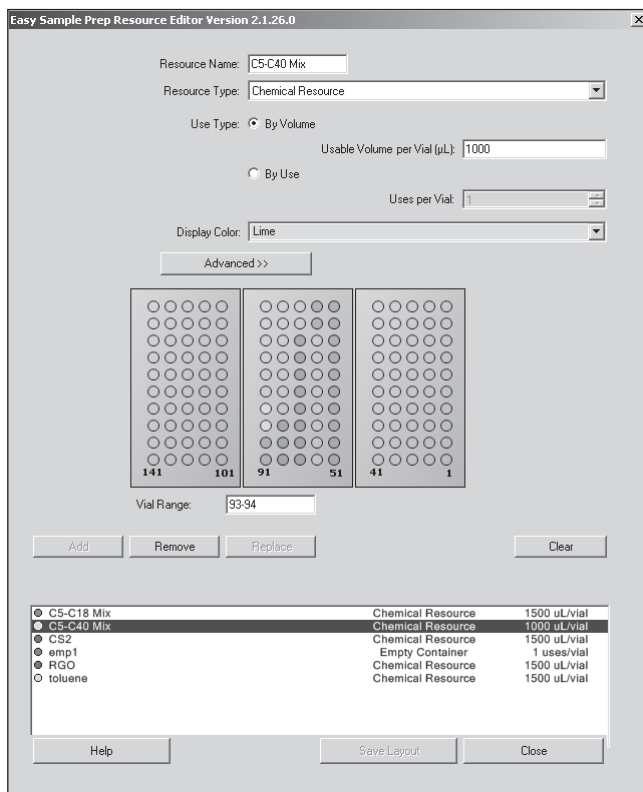 Easy Sample Prep Resource Editor Version 2.1.26.0
Resource Name: C5-C40 Mix
Resource Type: Chemical Resource
Use Type: By Volume
Usable Volume per Vial (µL): 1000
By Use
Uses per Vial: 1
Display Color: Lime
Advanced >>
141 101 91 51 41 1
Vial Range: 93-94
Add Remove Replace Clear
C5-C18 Mix Chemical Resource 1500 uL/vial
C5-C40 Mix Chemical Resource 1000 uL/vial
CS2 Chemical Resource 1500 uL/vial
emp1 Empty Container 1 uses/vial
RGO Chemical Resource 1500 uL/vial
toluene Chemical Resource 1500 uL/vial
Help Save Layout Close